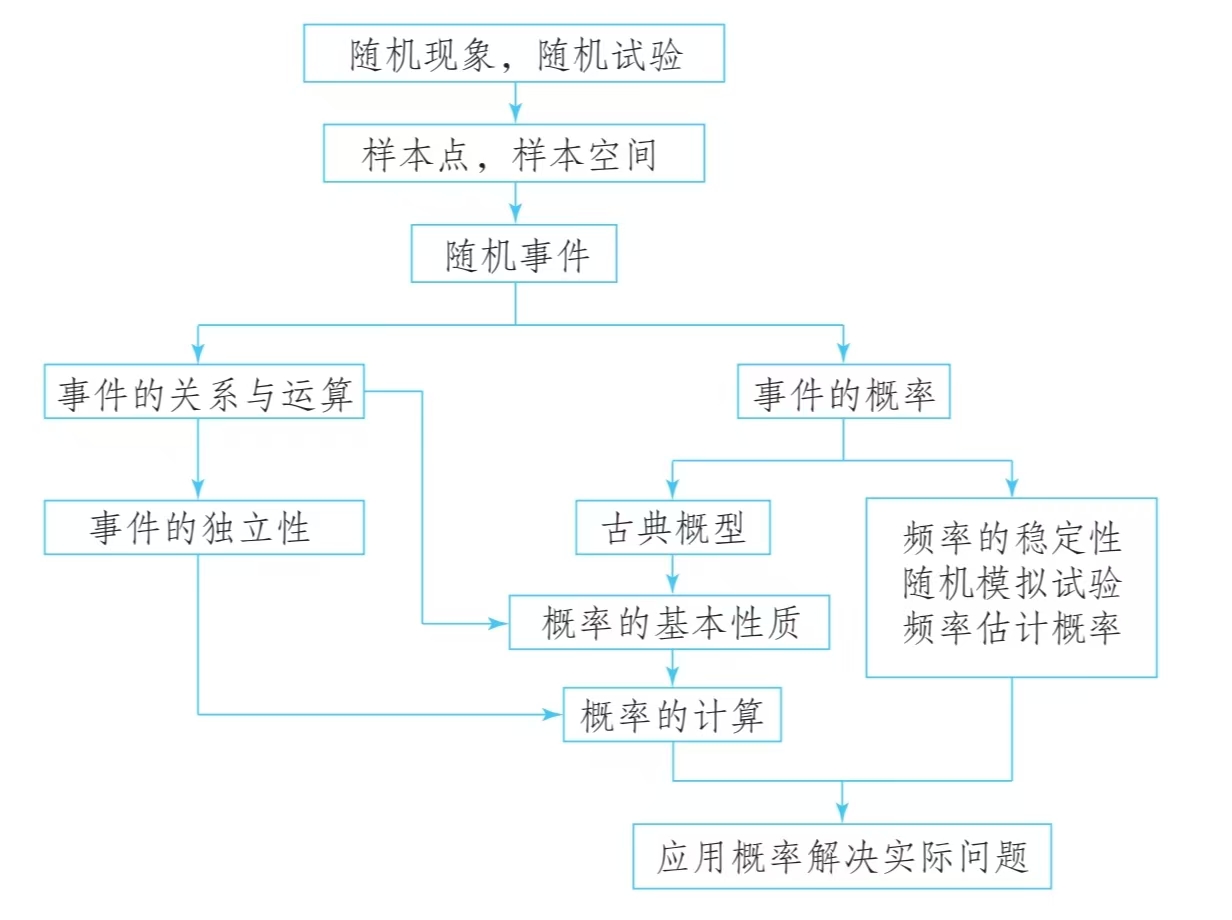 随机现象，随机试验
样本点，样本空间
随机事件
事件的关系与运算
事件的概率
事件的独立性
古典概型
频率的稳定性
随机模拟试验
频率估计概率
概率的基本性质
概率的计算
应用概率解决实际问题